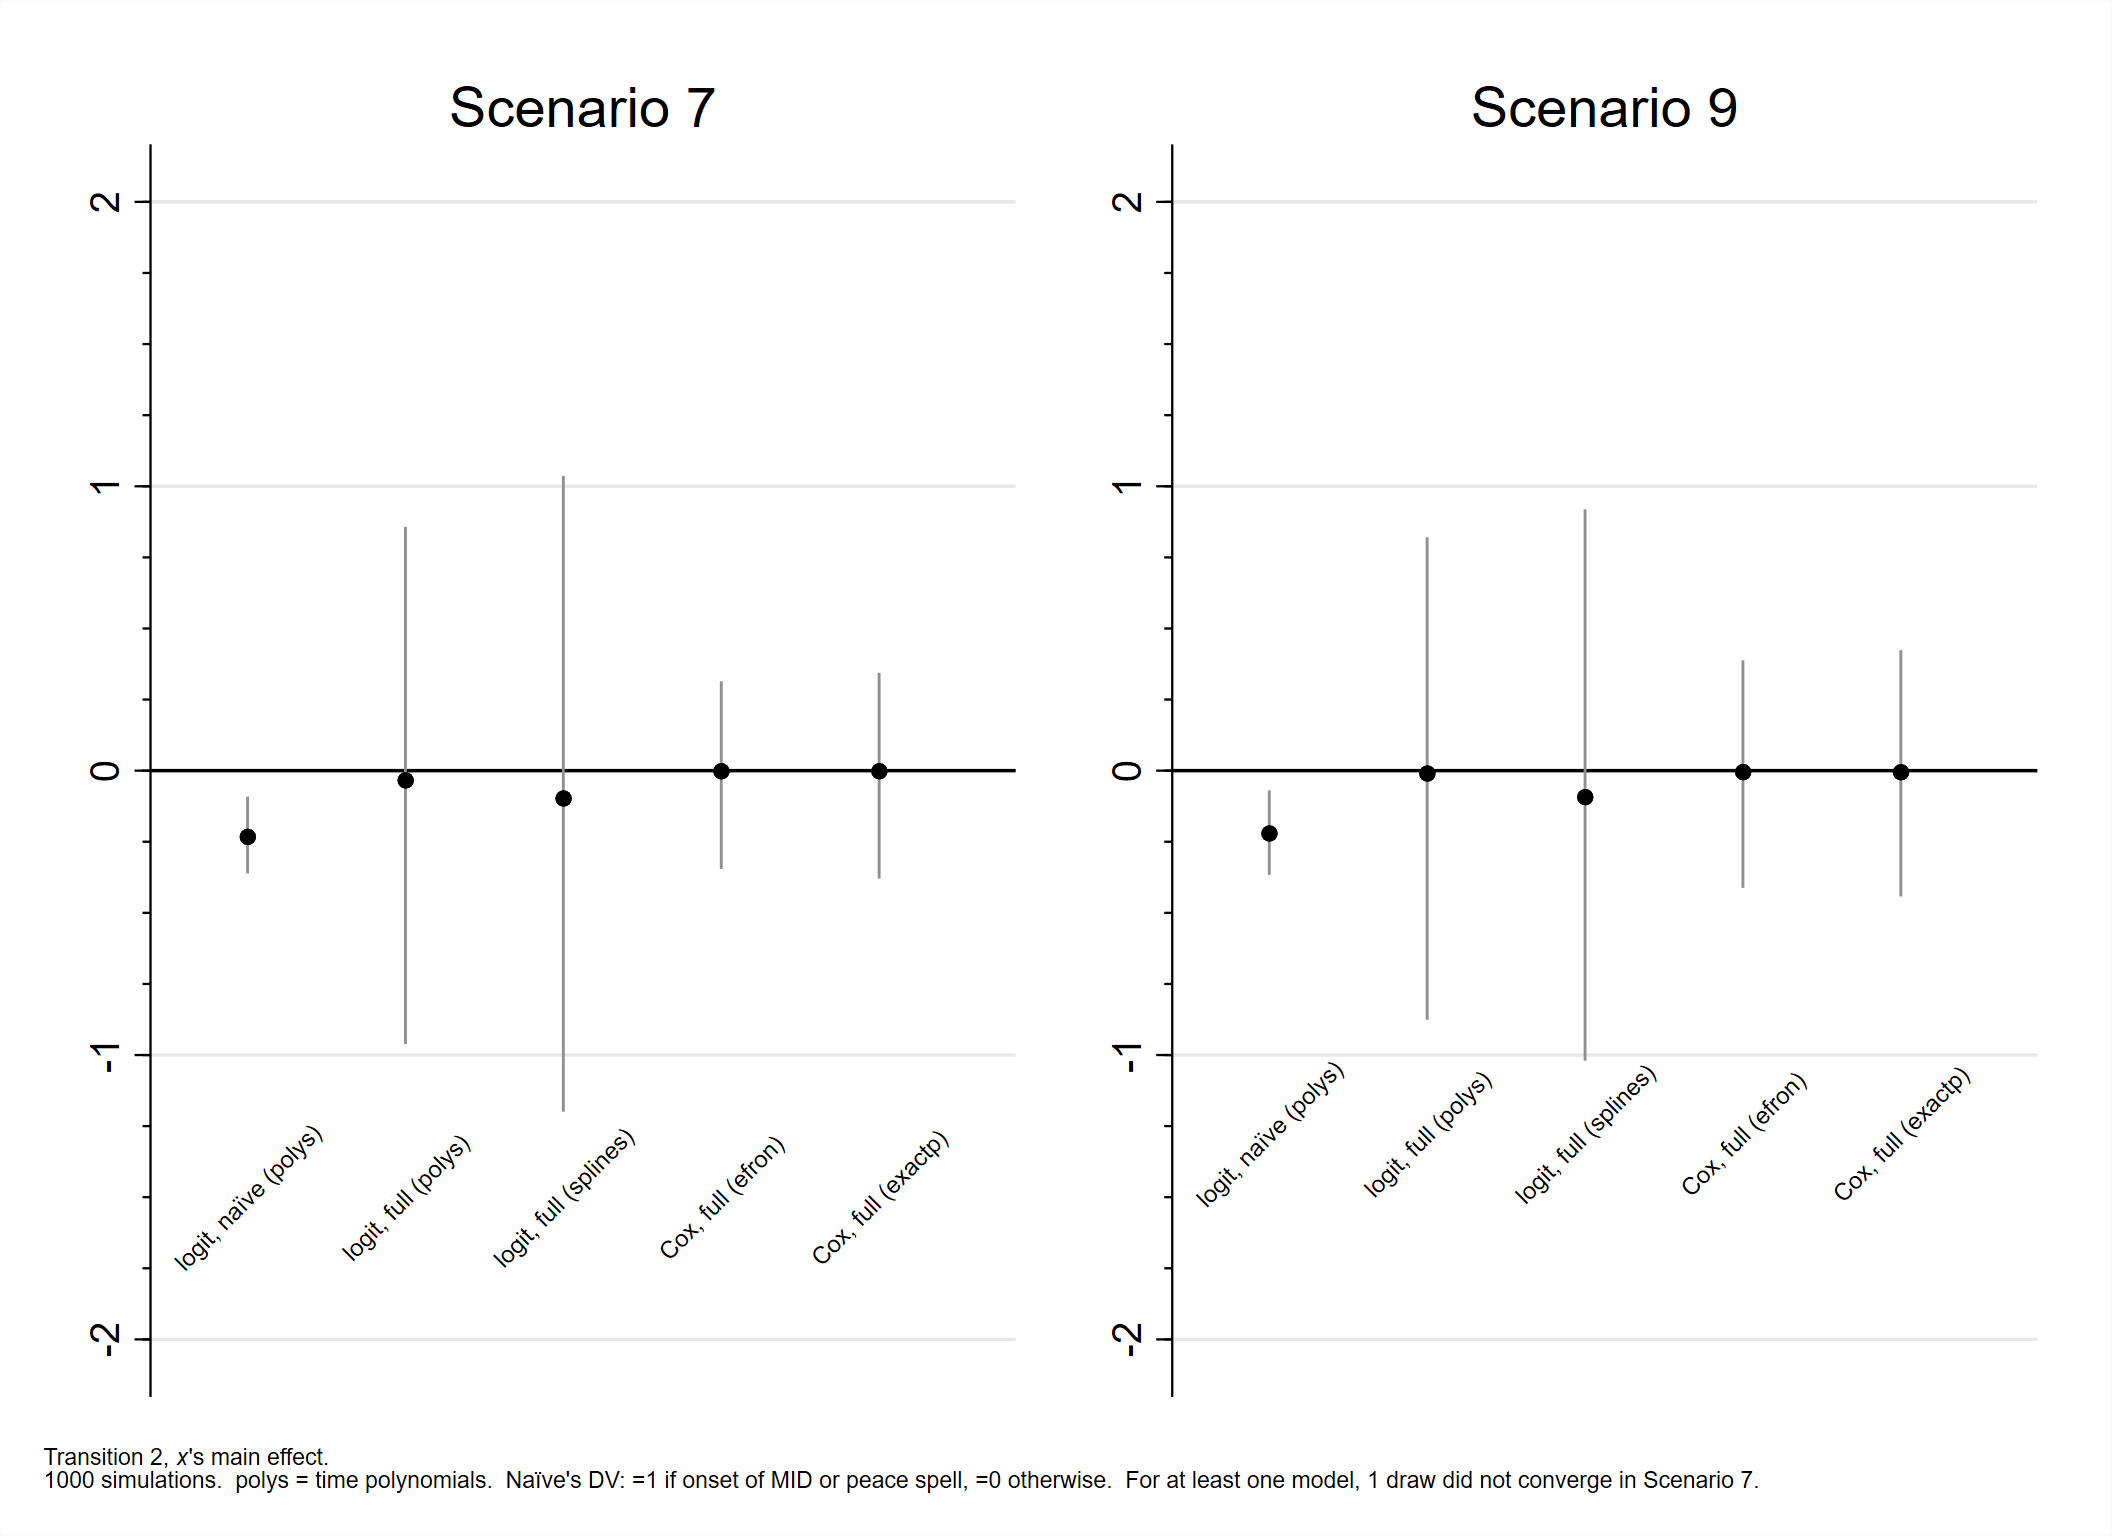 Scenario 7
2
1
0
-1
-2
logit, naïve (polys)
logit, full (polys)
logit, full (splines)
Cox, full (efron)
Cox, full (exactp)
Scenario 9
2
1
0
-1
-2
logit, naïve (polys)
logit, full (polys)
logit, full (splines)
Cox, full (efron)
Cox, full (exactp)
Transition 2, x's main effect.
1000 simulations.  polys = time polynomials.  Naïve's DV: =1 if onset of MID or peace spell, =0 otherwise.  For at least one model, 1 draw did not converge in Scenario 7.